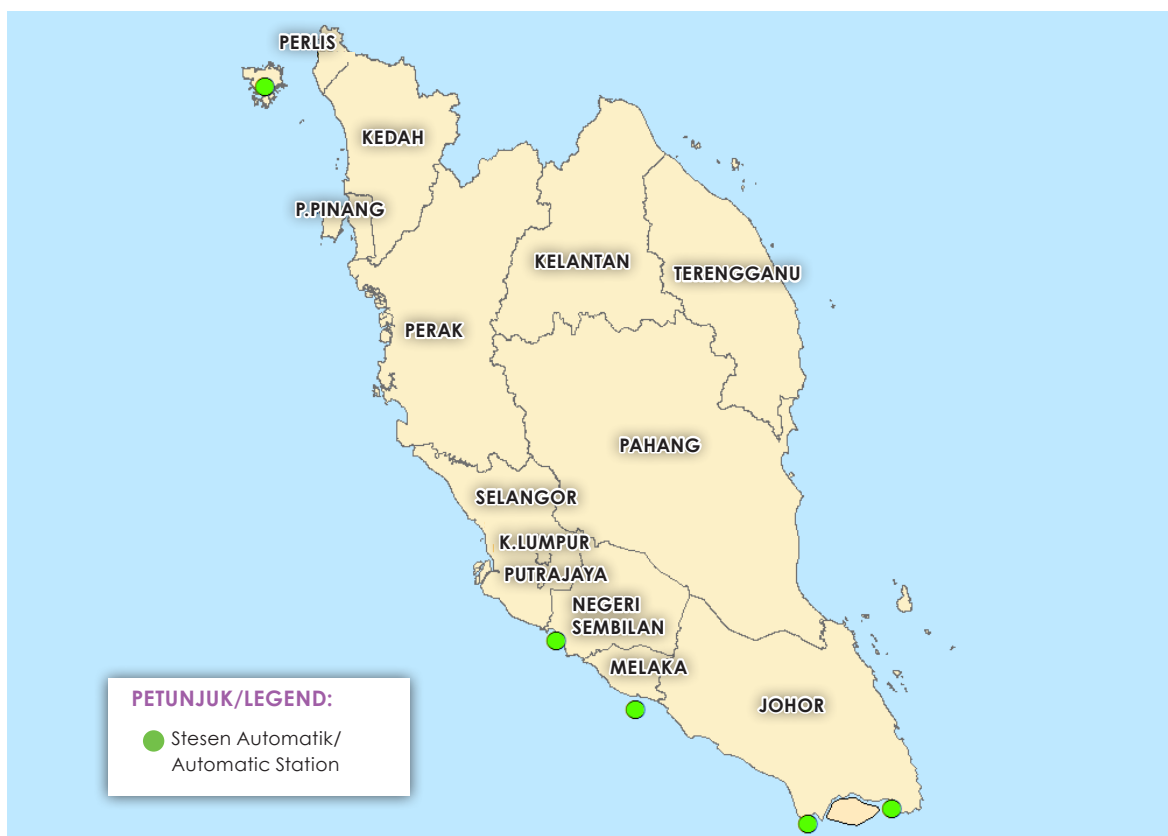 PERLIS
KEDAH
P.PINANG
KELANTAN
TERENGGANU
PERAK
PAHANG
SELANGOR
K.LUMPUR
PUTRAJAYA
NEGERI
SEMBILAN
MELAKA
JOHOR
PETUNJUK/LEGEND:
Stesen Automatik/
Automatic Station